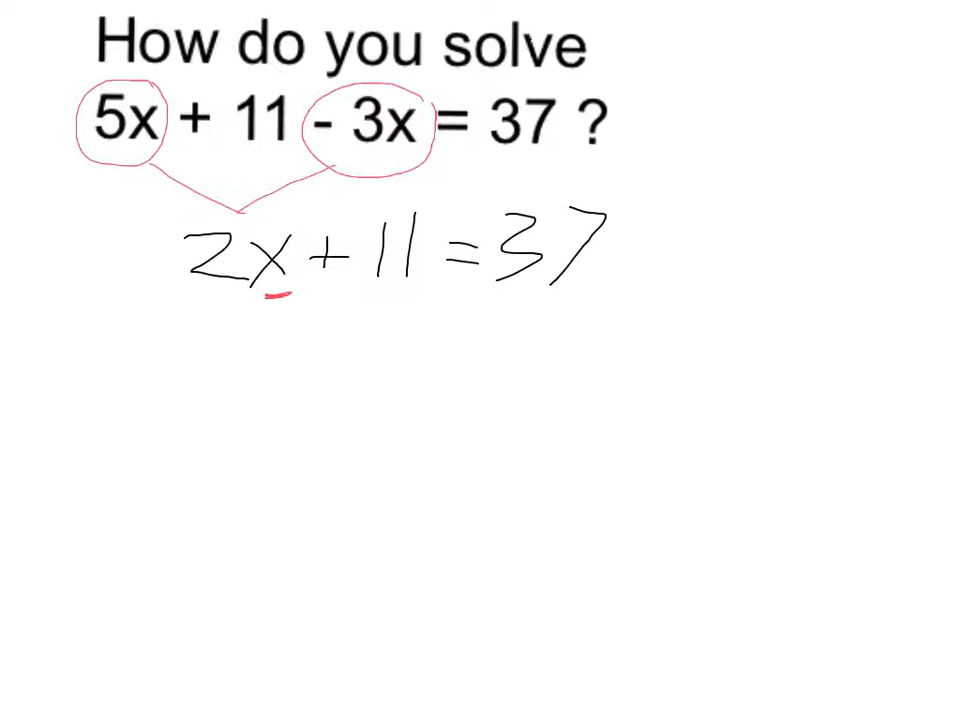 How do you solve
5x + 11 - 3x = 37 ?
2x + 11 = 37